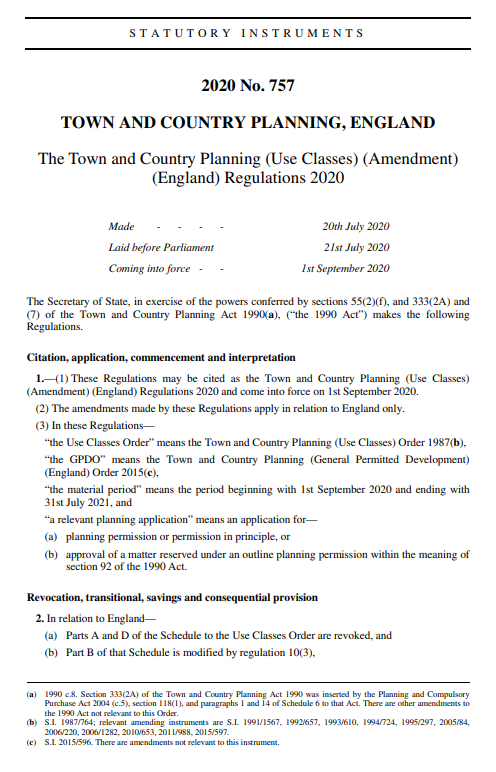 STATUTORY INSTRUMENTS
2020 No. 757
TOWN AND COUNTRY PLANNING, ENGLAND
The Town and Country Planning (Use Classes) (Amendment)
(England) Regulations 2020
Made - - - - 20th July 2020
Laid before Parliament 21st July 2020
Coming into force - - 1st September 2020
The Secretary of State, in exercise of the powers conferred by sections 55(2)(f), and 333(2A) and
(7) of the Town and Country Planning Act 1990(a), (“the 1990 Act”) makes the following
Regulations.
Citation, application, commencement and interpretation
1.—(1) These Regulations may be cited as the Town and Country Planning (Use Classes)
(Amendment) (England) Regulations 2020 and come into force on 1st September 2020.
(2) The amendments made by these Regulations apply in relation to England only.
(3) In these Regulations—
“the Use Classes Order” means the Town and Country Planning (Use Classes) Order 1987(b),
“the GPDO” means the Town and Country Planning (General Permitted Development)
(England) Order 2015(c),
“the material period” means the period beginning with 1st September 2020 and ending with
31st July 2021, and
“a relevant planning application” means an application for—
(a) planning permission or permission in principle, or
(b) approval of a matter reserved under an outline planning permission within the meaning of
section 92 of the 1990 Act.
Revocation, transitional, savings and consequential provision
2. In relation to England—
(a) Parts A and D of the Schedule to the Use Classes Order are revoked, and
(b) Part B of that Schedule is modified by regulation 10(3),
(a) 1990 c.8. Section 333(2A) of the Town and Country Planning Act 1990 was inserted by the Planning and Compulsory
Purchase Act 2004 (c.5), section 118(1), and paragraphs 1 and 14 of Schedule 6 to that Act. There are other amendments to
the 1990 Act not relevant to this Order.
(b) S.I. 1987/764; relevant amending instruments are S.I. 1991/1567, 1992/657, 1993/610, 1994/724, 1995/297, 2005/84,
2006/220, 2006/1282, 2010/653, 2011/988, 2015/597.
(c) S.I. 2015/596. There are amendments not relevant to this instrument.